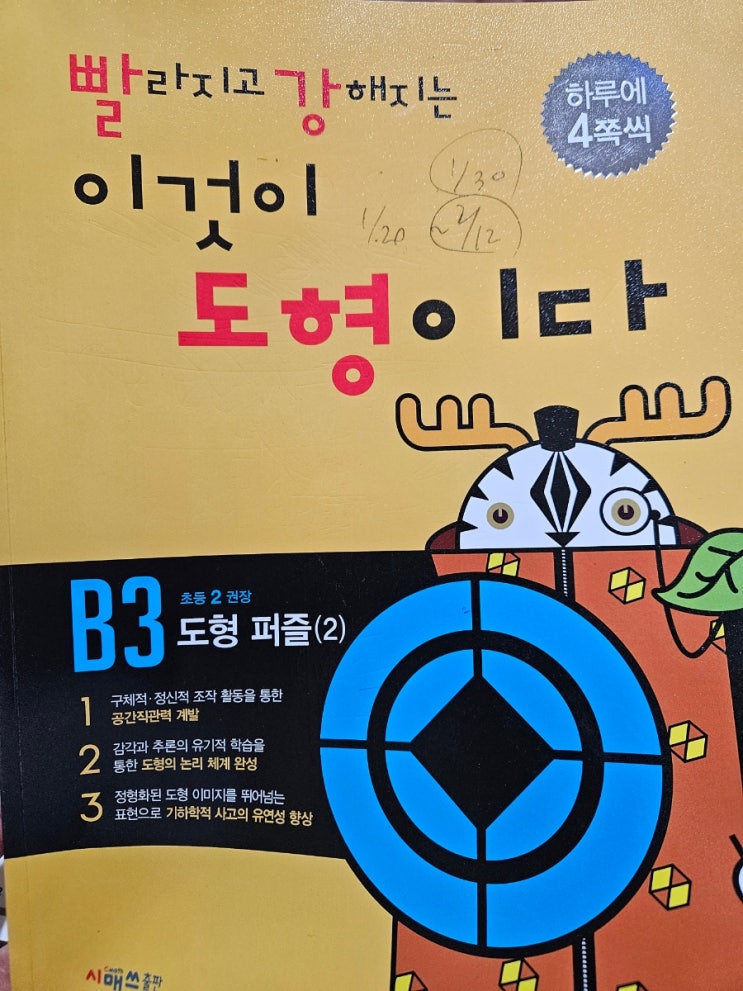 빨라지고 강해지는
하루에
4쪽씩
이것이
1/30
1/20 ~ 2/12
도형이다
B3
초등 2 권장
도형 퍼즐(2)
1 구체적·정신적 조작 활동을 통한
공간직관력 계발
2 감각과 추론의 유기적 학습을
통한 도형의 논리 체계 완성
3 정형화된 도형 이미지를 뛰어넘는
표현으로 기하학적 사고의 유연성 향상
Cmath
시매쓰출판